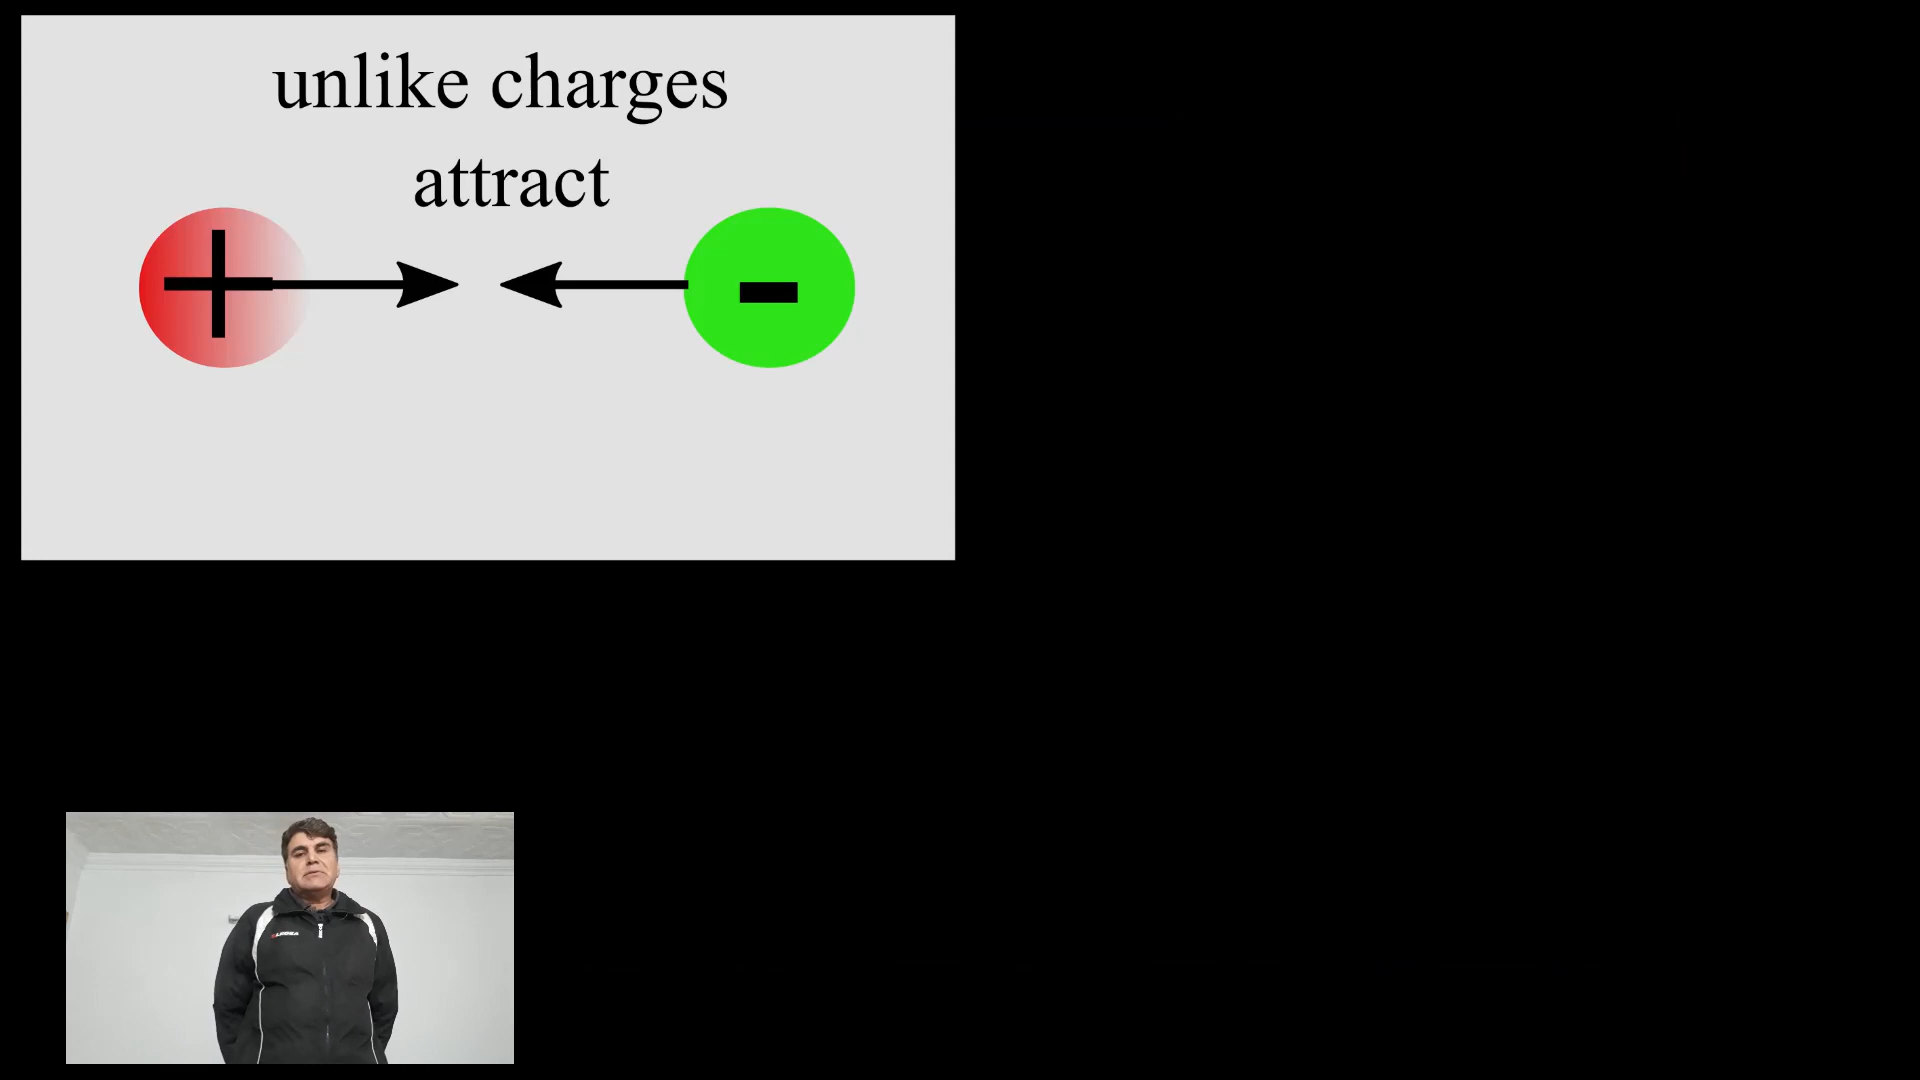 unlike charges
attract
+
-